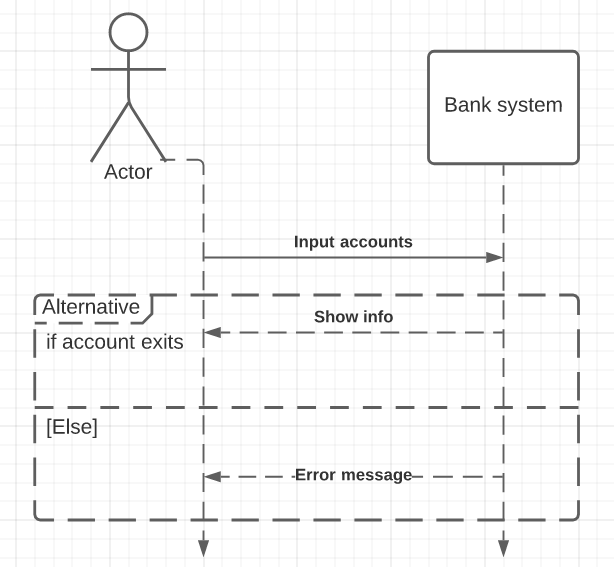 Bank system
Actor
Input accounts
Alternative
Show info
if account exits
[Else]
Error message